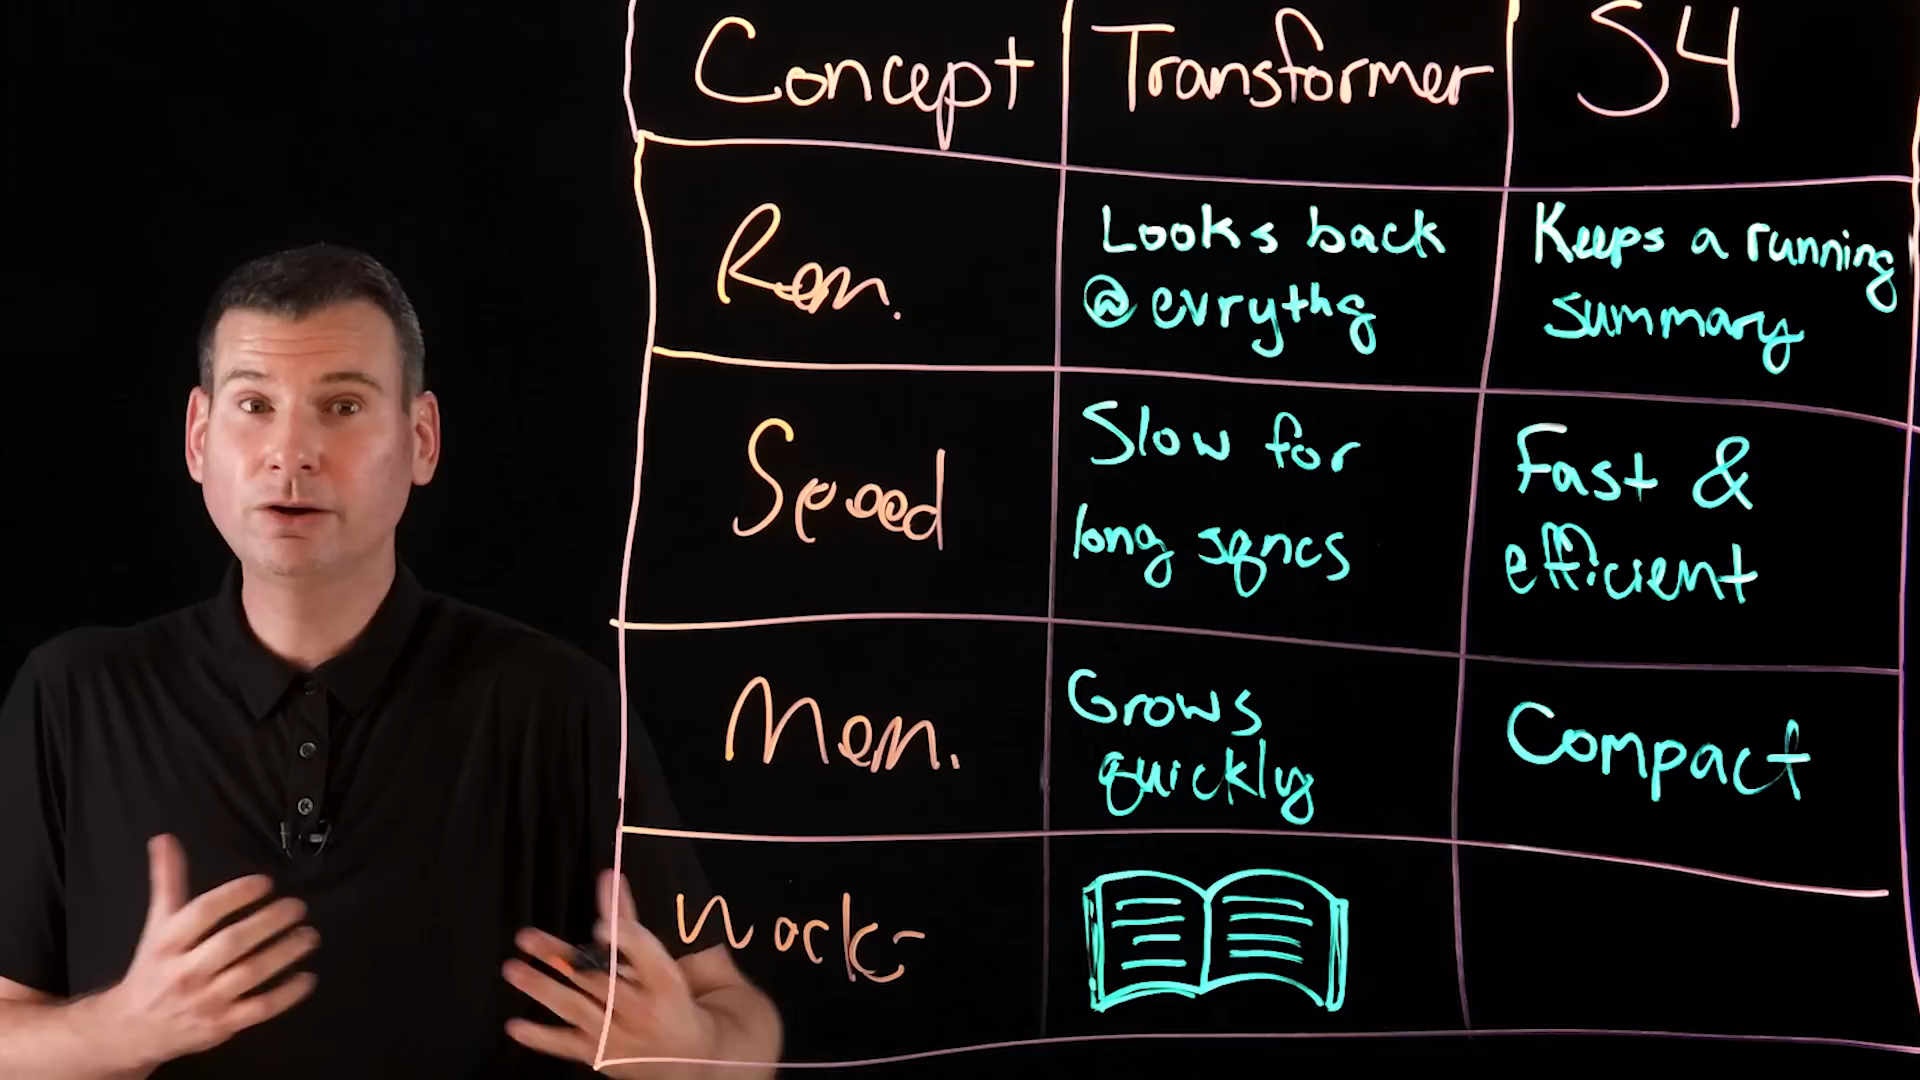 Concept Transformer S4
Rem.
Looks back
@evrythg
Keeps a running
summary
Speed
Slow for
long sqncs
Fast &
efficient
Mem.
Grows
quickly
Compact
Works